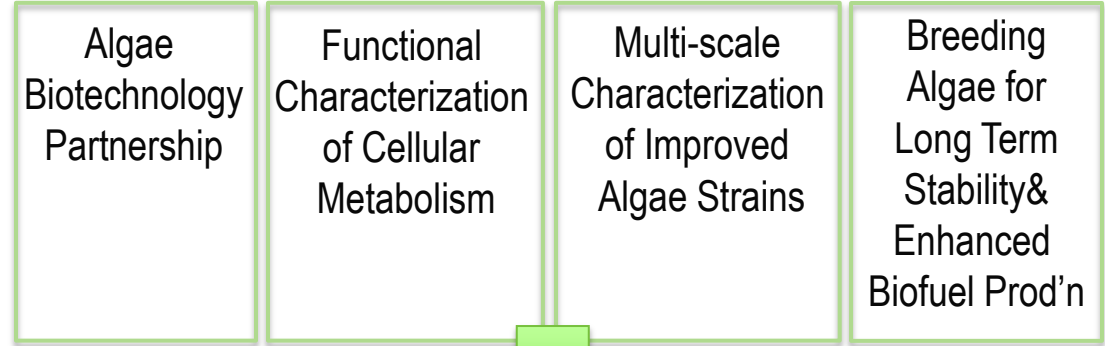 Algae
Biotechnology
Partnership
Functional
Characterization
of Cellular
Metabolism
Multi-scale
Characterization
of Improved
Algae Strains
Breeding
Algae for
Long Term
Stability&
Enhanced
Biofuel Prod’n